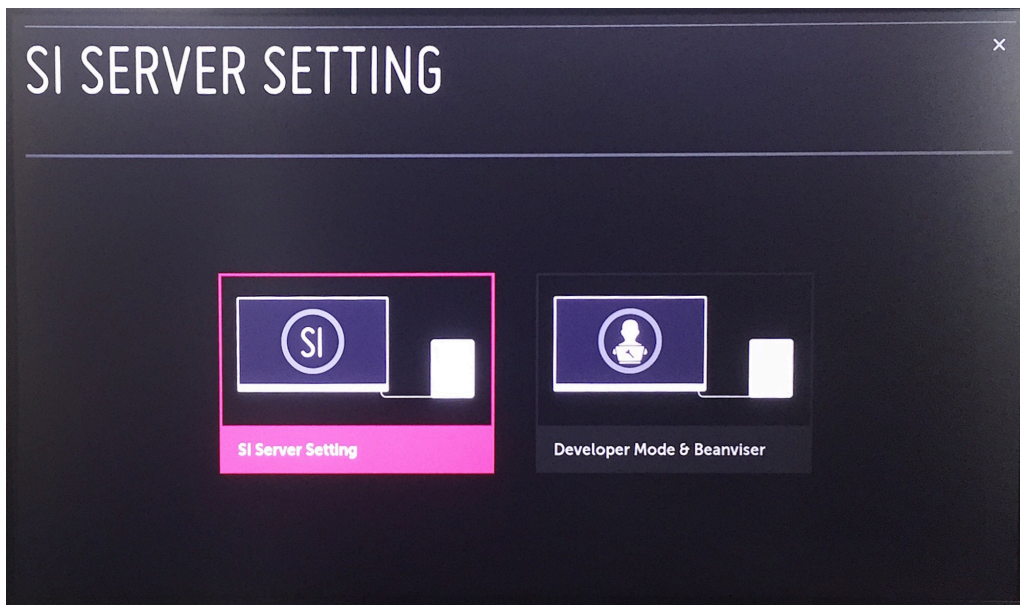 SI SERVER SETTING
SI
SI Server Setting
Developer Mode & Beanviser